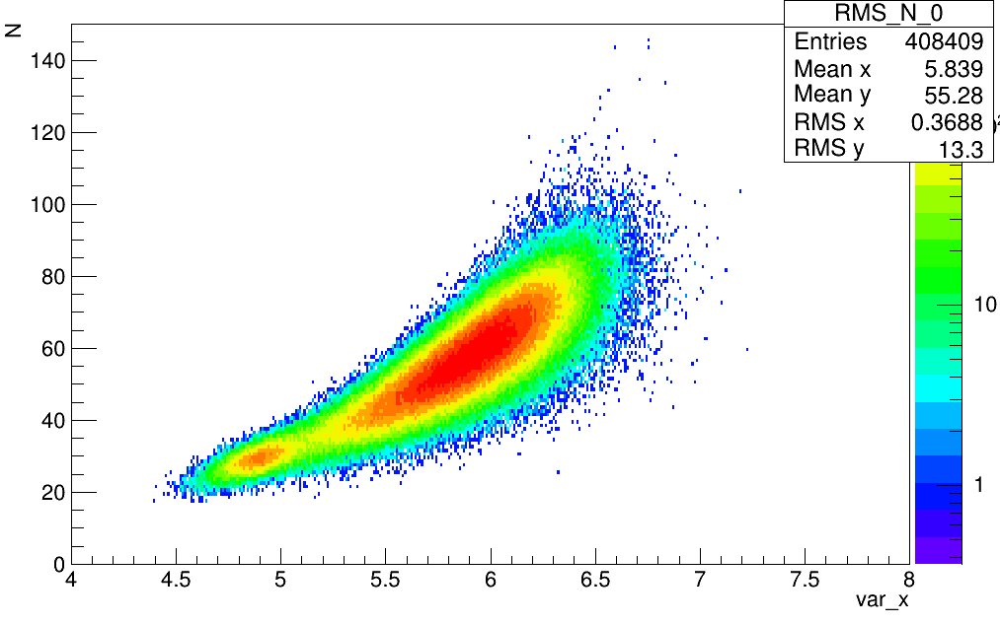 RMS_N_0
Entries 408409
Mean x 5.839
Mean y 55.28
RMS x 0.3688
RMS y 13.3
N
140
120
100
80
60
40
20
0
10
1
4 4.5 5 5.5 6 6.5 7 7.5 8
var_x